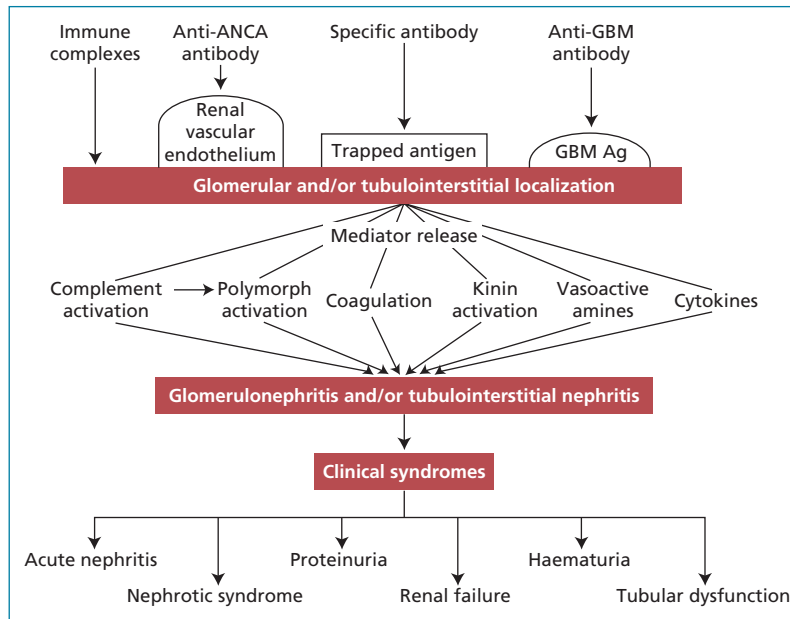 Immune
complexes
Anti-ANCA
antibody
Specific antibody
Anti-GBM
antibody
Renal
vascular
endothelium
Trapped antigen
GBM Ag
Glomerular and/or tubulointerstitial localization
Mediator release
Complement
activation
Polymorph
activation
Coagulation
Kinin
activation
Vasoactive
amines
Cytokines
Glomerulonephritis and/or tubulointerstitial nephritis
Clinical syndromes
Acute nephritis
Proteinuria
Haematuria
Nephrotic syndrome
Renal failure
Tubular dysfunction